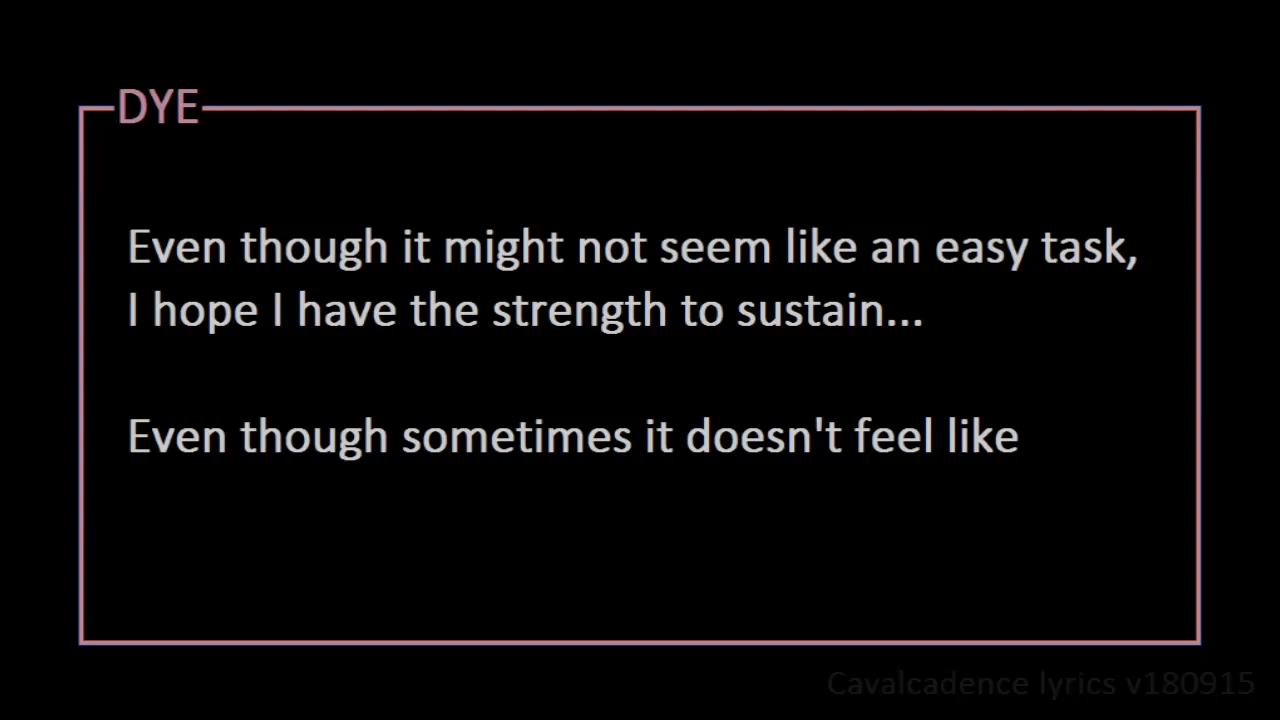 DYE
Even though it might not seem like an easy task,
I hope I have the strength to sustain...
Even though sometimes it doesn't feel like
Cavalcadence lyrics v180915